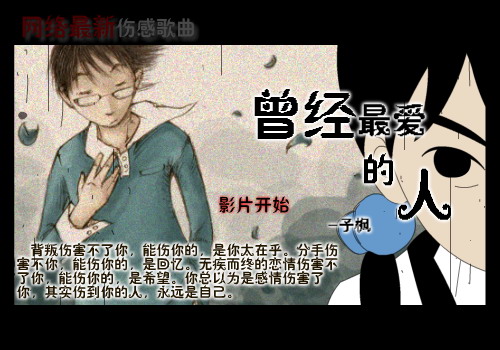 网络最新伤感歌曲
曾经最爱
的
人
影片开始
—子枫
背叛伤害不了你，能伤你的，是你太在乎。分手伤
害不你，能伤你的，是回忆。无疾而终的恋情伤害不
了你，能伤你的，是希望。你总以为是感情伤害了
你，其实伤到你的人，永远是自己。